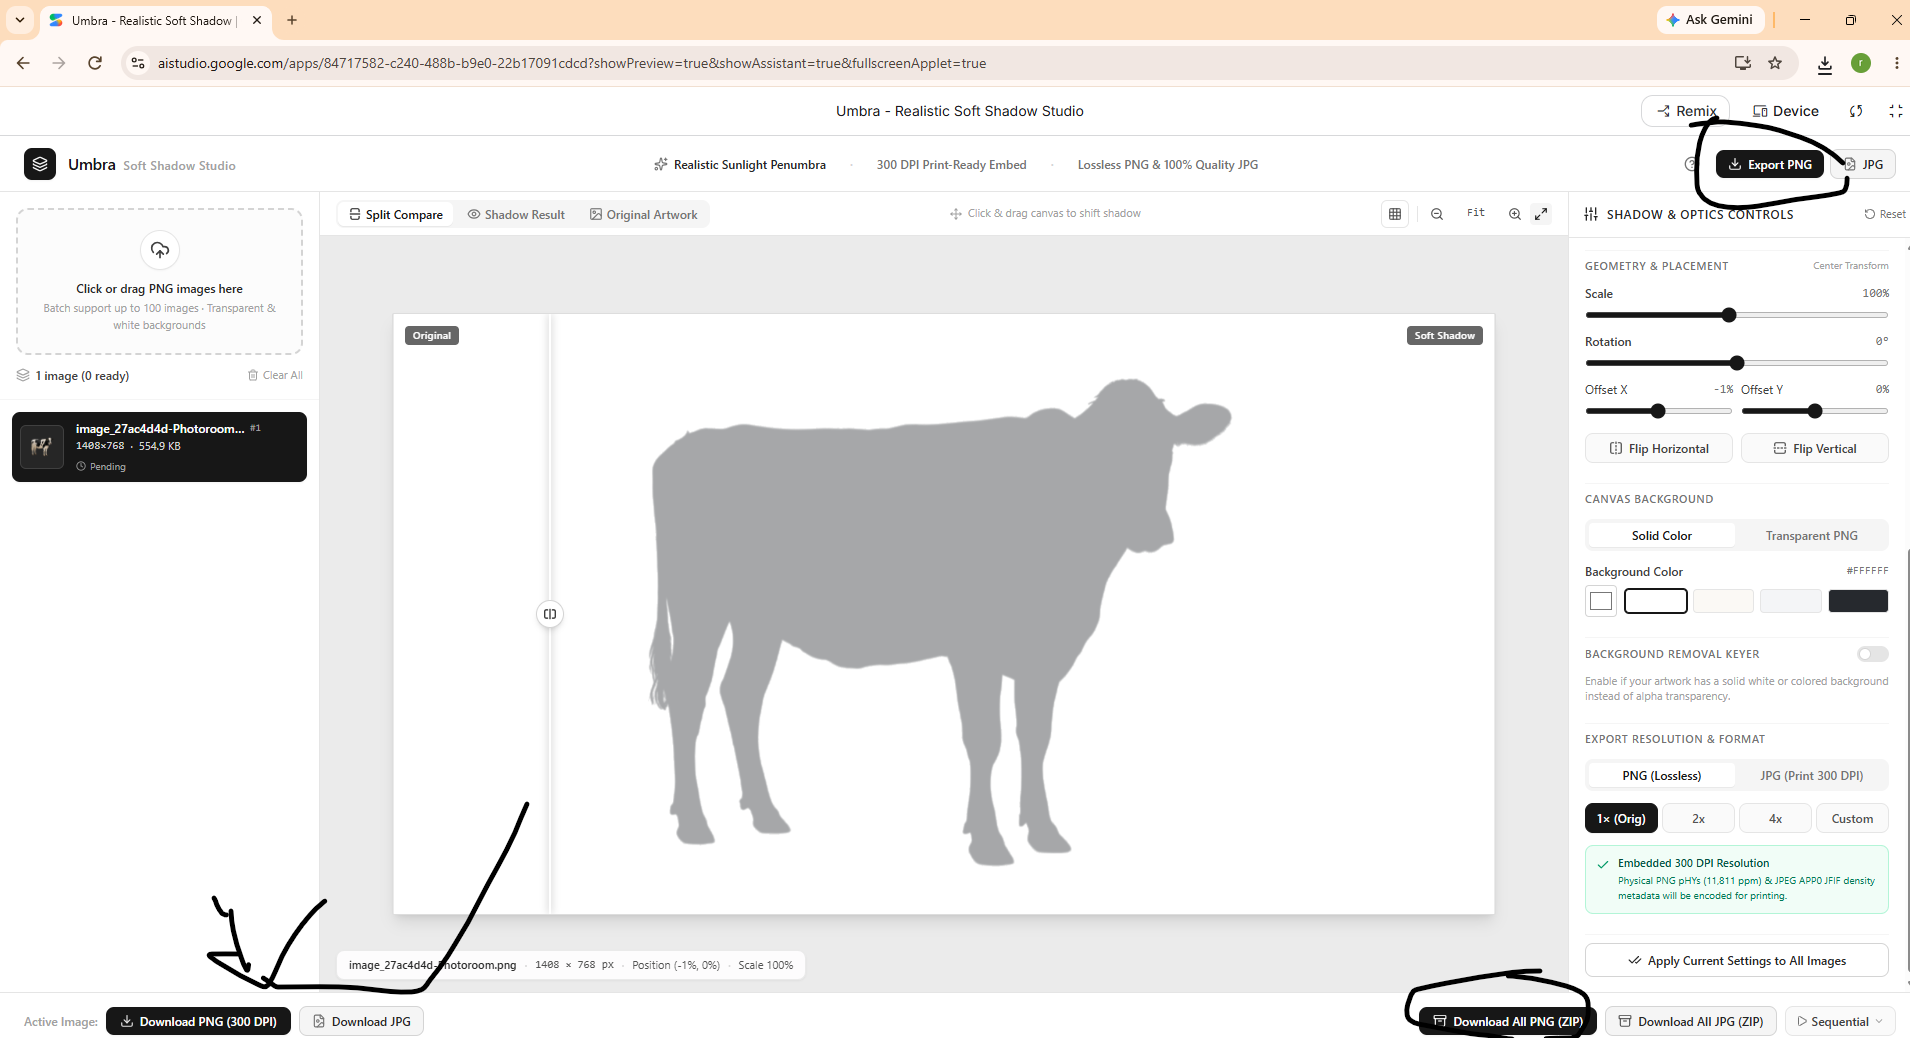 Umbra - Realistic Soft Shadow
Ask Gemini
aistudio.google.com/apps/84717582-c240-488b-b9e0-22b17091cdcd?showPreview=true&showAssistant=true&fullscreenApplet=true
r
Umbra - Realistic Soft Shadow Studio
Remix
Device
Umbra Soft Shadow Studio
Realistic Sunlight Penumbra · 300 DPI Print-Ready Embed · Lossless PNG & 100% Quality JPG
Export PNG
JPG
Click or drag PNG images here
Batch support up to 100 images · Transparent &
white backgrounds
1 image (0 ready)
Clear All
image_27ac4d4d-Photoroom... #1
1408×768 · 554.9 KB
Pending
Split Compare
Shadow Result
Original Artwork
Click & drag canvas to shift shadow
Fit
Original
Soft Shadow
image_27ac4d4d-Photoroom.png · 1408 × 768 px · Position (-1%, 0%) · Scale 100%
SHADOW & OPTICS CONTROLS
Reset
GEOMETRY & PLACEMENT
Center Transform
Scale 100%
Rotation 0°
Offset X -1% Offset Y 0%
Flip Horizontal
Flip Vertical
CANVAS BACKGROUND
Solid Color
Transparent PNG
Background Color #FFFFFF
BACKGROUND REMOVAL KEYER
Enable if your artwork has a solid white or colored background
instead of alpha transparency.
EXPORT RESOLUTION & FORMAT
PNG (Lossless)
JPG (Print 300 DPI)
1× (Orig) 2x 4x Custom
Embedded 300 DPI Resolution
Physical PNG pHYs (11,811 ppm) & JPEG APP0 JFIF density
metadata will be encoded for printing.
Apply Current Settings to All Images
Active Image:
Download PNG (300 DPI)
Download JPG
Download All PNG (ZIP)
Download All JPG (ZIP)
Sequential